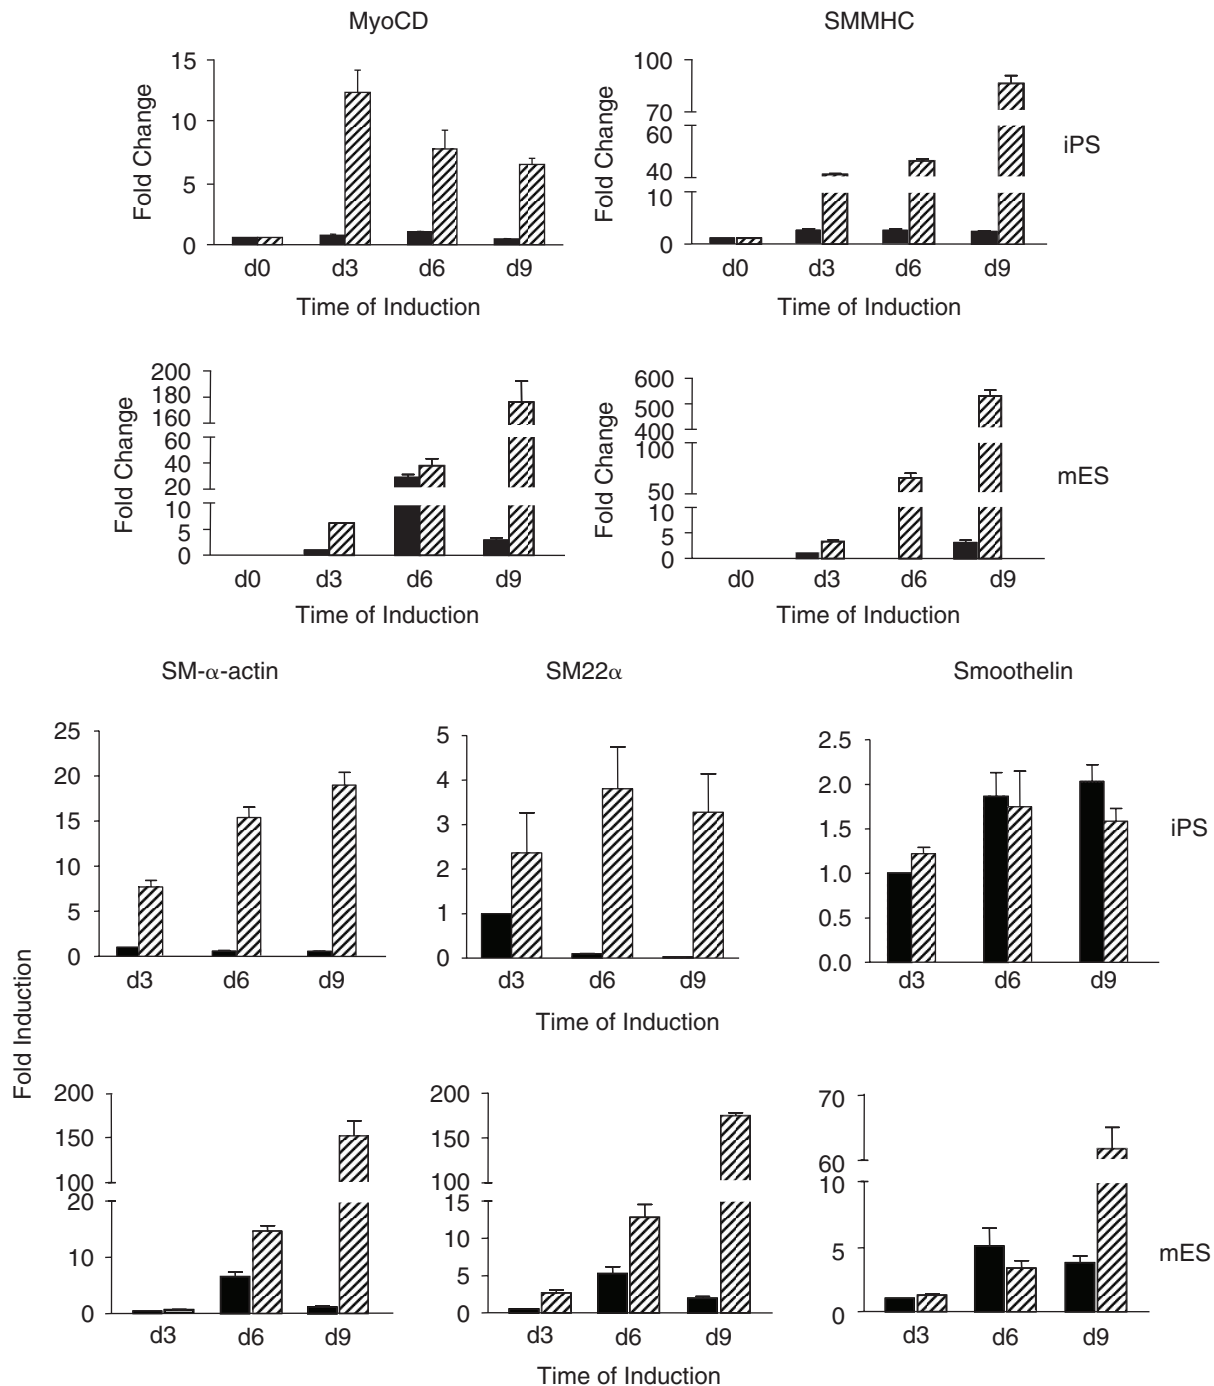 MyoCD SMMHC
15
10
5
0
Fold Change
d0 d3 d6 d9
Time of Induction
100
70
60
40
10
0
Fold Change
d0 d3 d6 d9
Time of Induction
iPS
200
180
160
60
40
20
10
5
0
Fold Change
d0 d3 d6 d9
Time of Induction
600
500
400
100
50
10
5
0
Fold Change
d0 d3 d6 d9
Time of Induction
mES
SM-α-actin SM22α Smoothelin
Fold Induction
25
20
15
10
5
0
d3 d6 d9
5
4
3
2
1
0
d3 d6 d9
2.5
2.0
1.5
1.0
0.5
0.0
d3 d6 d9
iPS
Time of Induction
200
150
100
20
10
0
d3 d6 d9
200
150
100
15
10
5
0
d3 d6 d9
70
60
10
5
0
d3 d6 d9
mES
Time of Induction